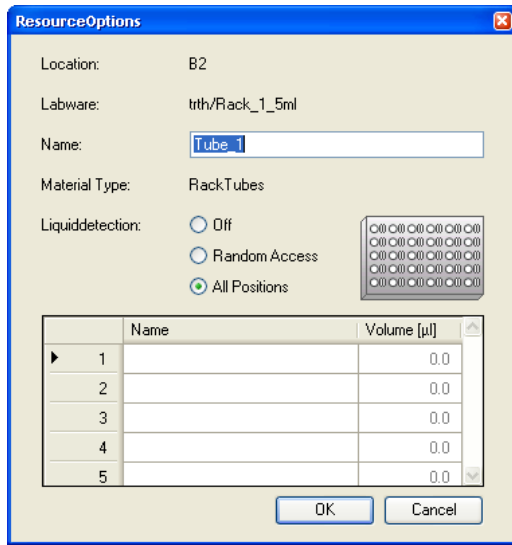 ResourceOptions
Location: B2
Labware: trth/Rack_1_5ml
Name: Tube_1
Material Type: RackTubes
Liquiddetection: Off
Random Access
All Positions
Name Volume [µl]
1 0.0
2 0.0
3 0.0
4 0.0
5 0.0
OK Cancel